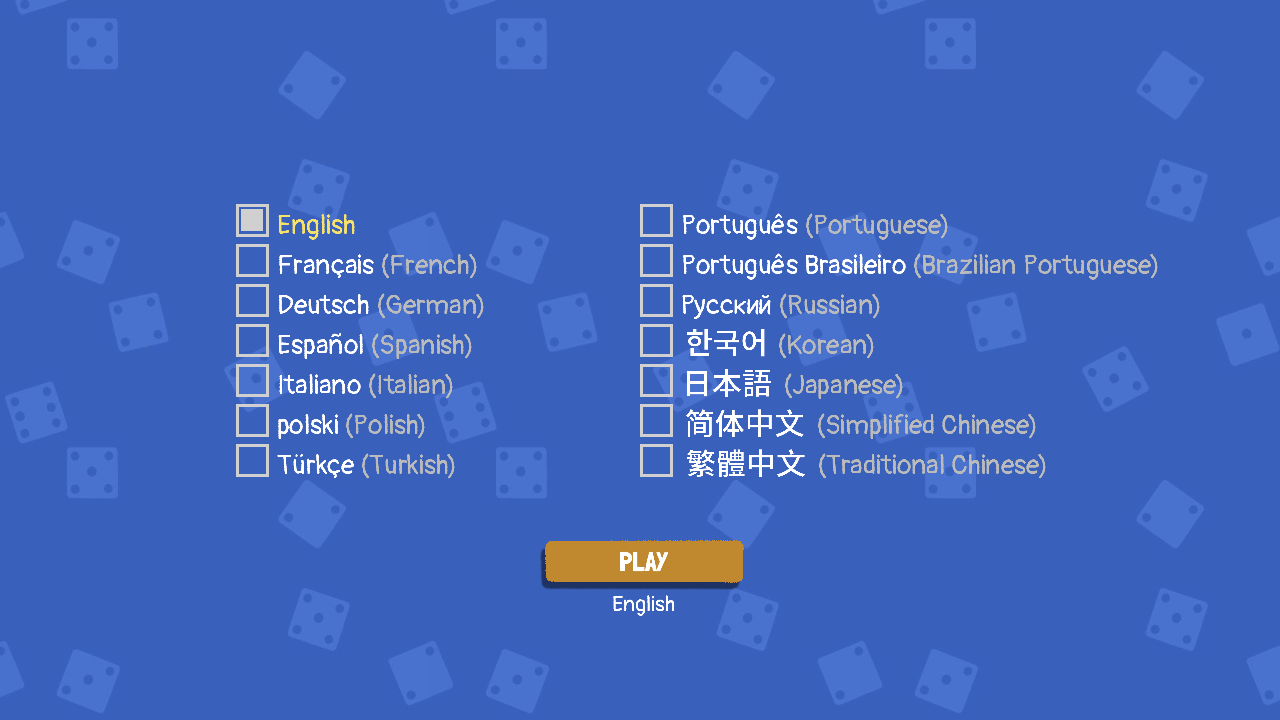 English
Français (French)
Deutsch (German)
Español (Spanish)
Italiano (Italian)
polski (Polish)
Türkçe (Turkish)
Português (Portuguese)
Português Brasileiro (Brazilian Portuguese)
Русский (Russian)
한국어 (Korean)
日本語 (Japanese)
简体中文 (Simplified Chinese)
繁體中文 (Traditional Chinese)
PLAY
English